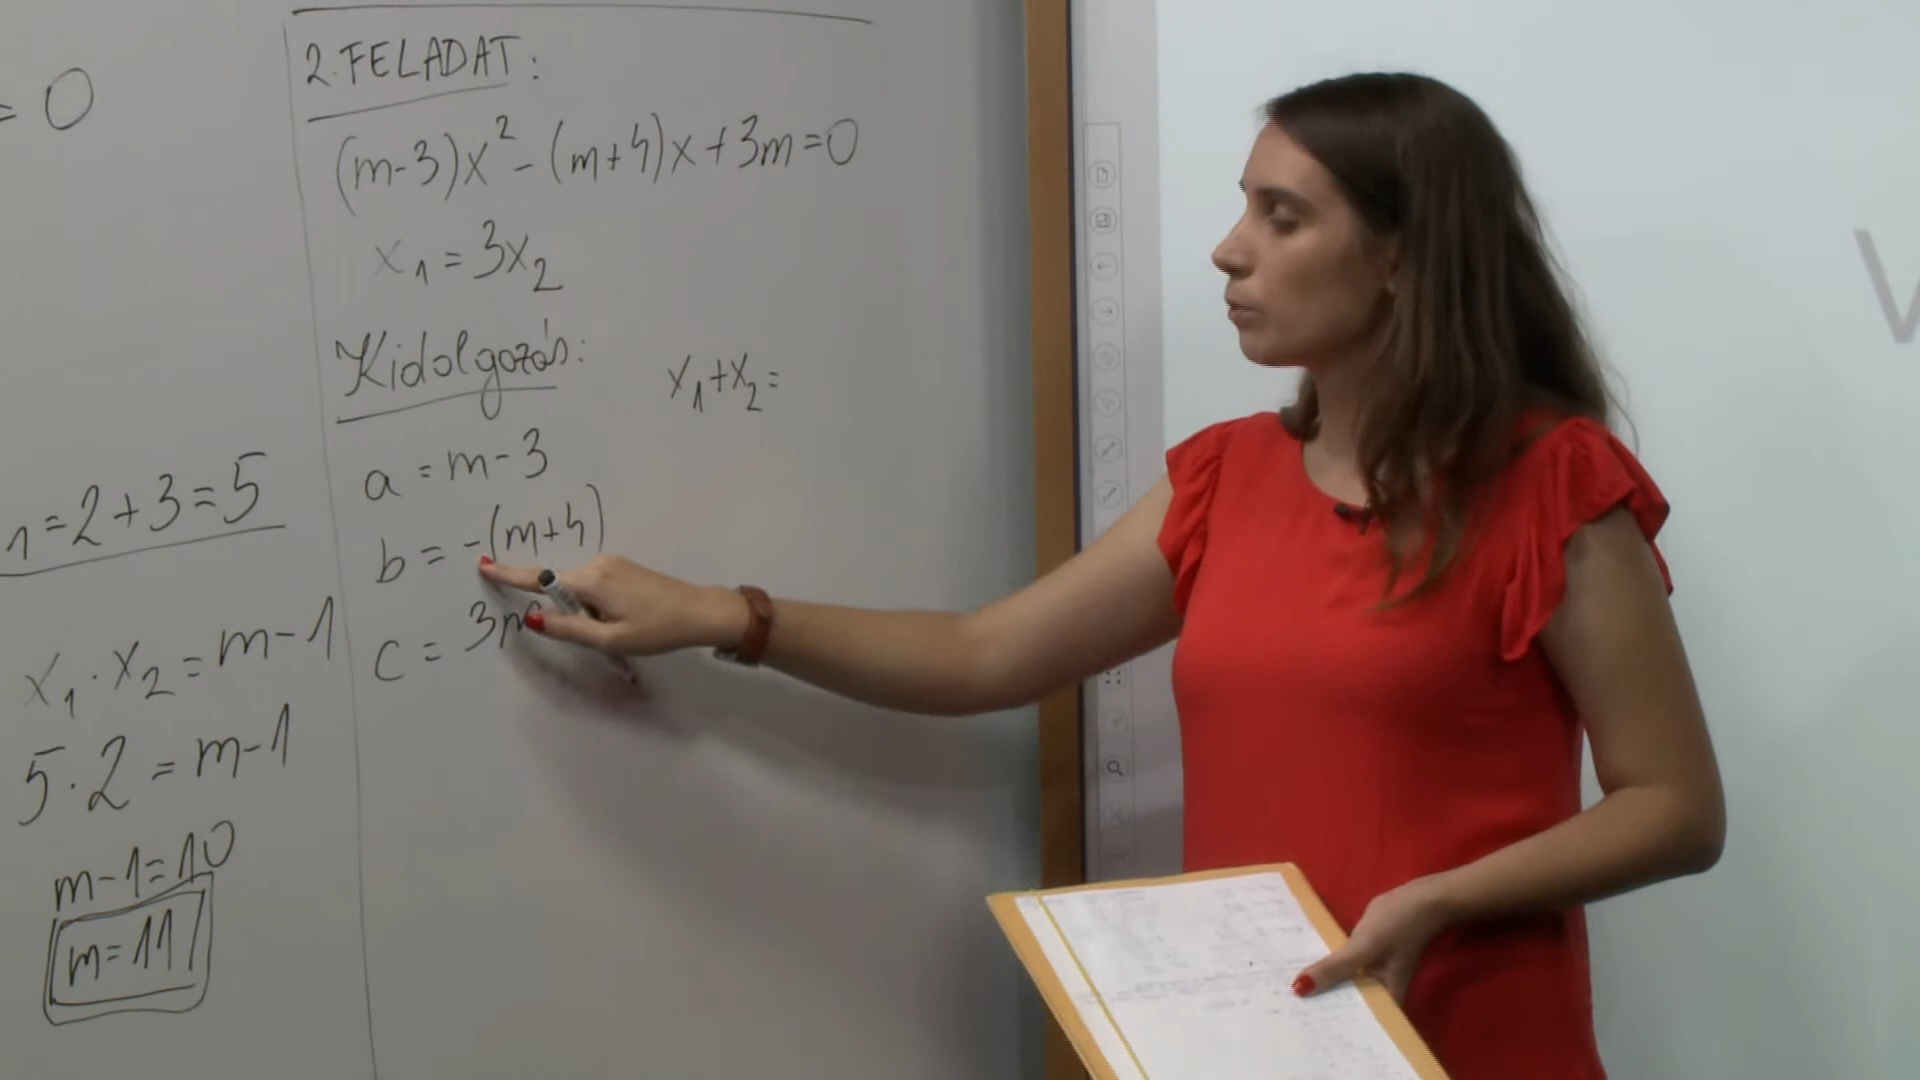 = 0
1 = 2 + 3 = 5
x₁ · x₂ = m - 1
5 · 2 = m - 1
m - 1 = 10
m = 11
2. FELADAT:
(m-3)x² - (m+4)x + 3m = 0
x₁ = 3x₂
Kidolgozás:
x₁ + x₂ =
a = m - 3
b = -(m+4)
c = 3m
V